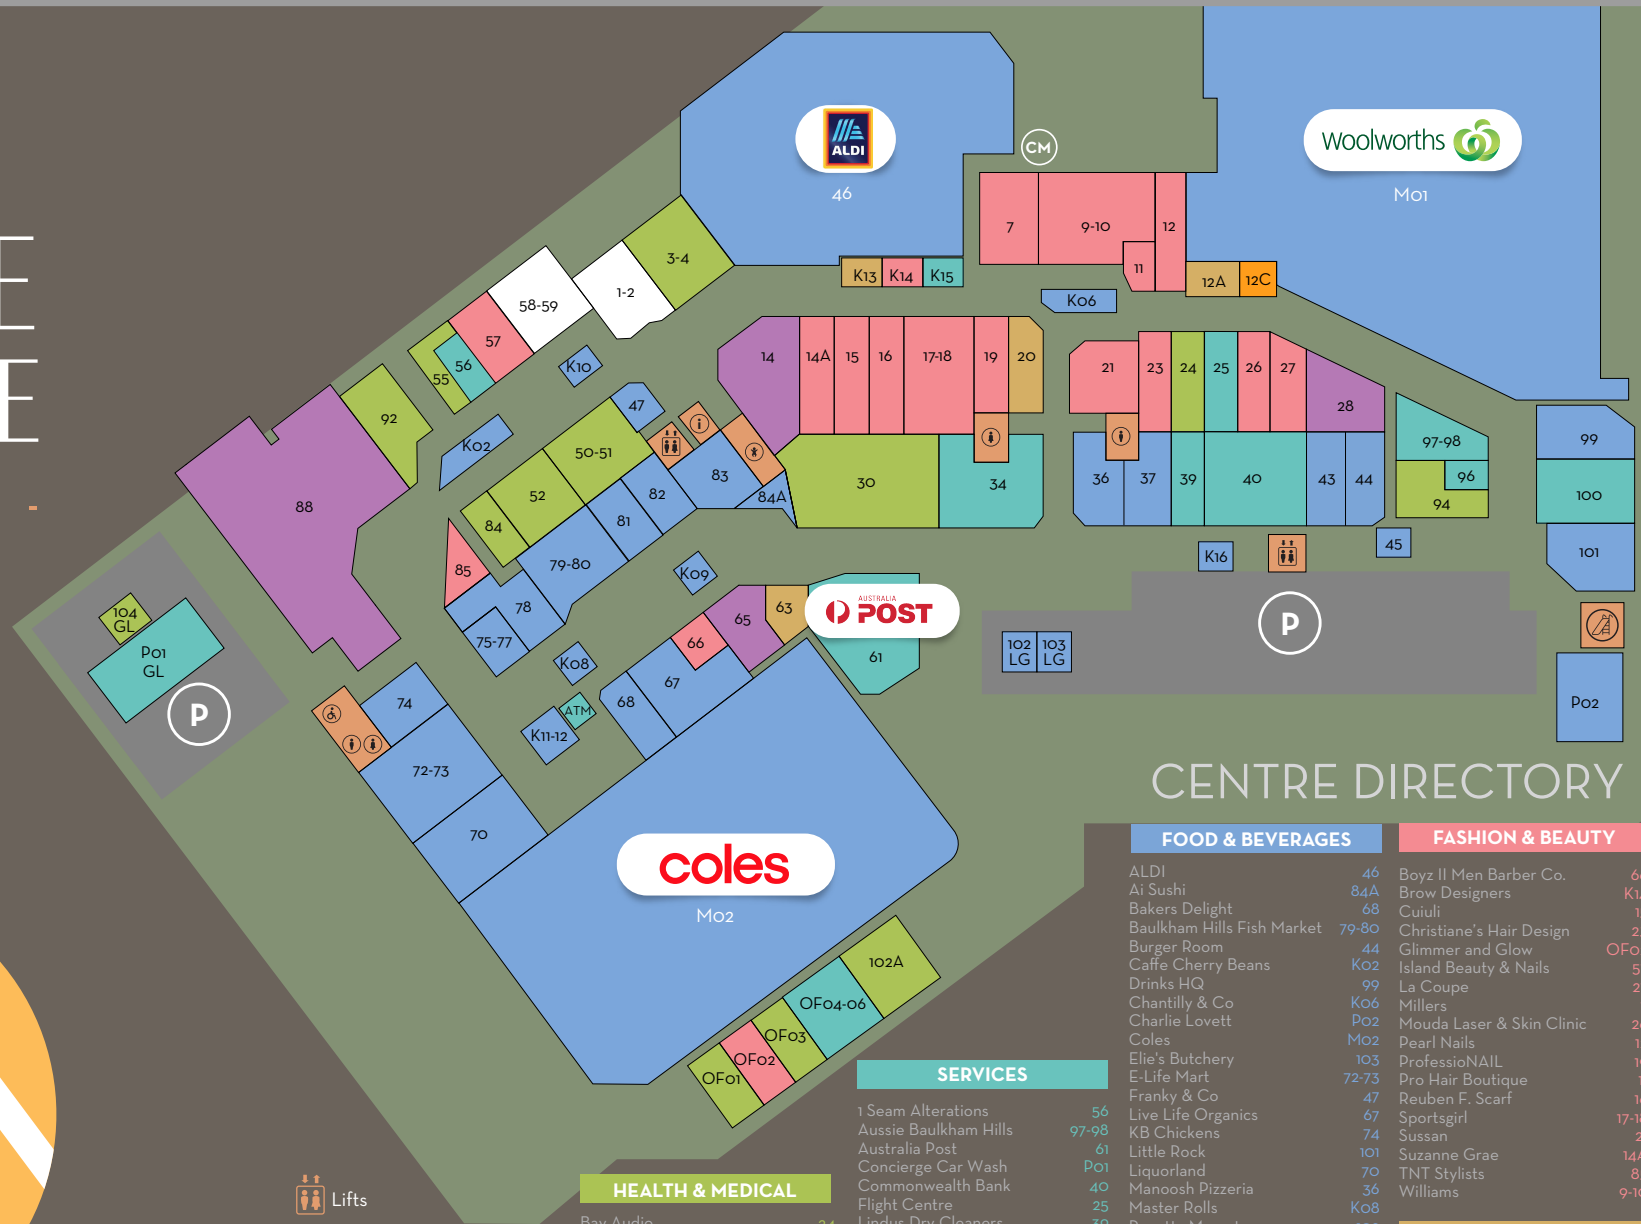 E
E
ALDI
46
CM
Woolworths
M01
7
9-10
12
11
12A
12C
3-4
K13
K14
K15
K06
1-2
58-59
57
56
55
K10
14
14A
15
16
17-18
19
20
21
23
24
25
26
27
28
92
47
K02
50-51
52
84
82
83
84A
81
30
34
36
37
39
40
43
44
97-98
96
94
99
100
101
88
85
79-80
78
75-77
K09
K16
45
104
GL
P01
GL
P
65
63
AUSTRALIA
POST
61
66
67
68
K08
ATM
K11-12
102
LG
103
LG
P
P02
74
72-73
70
coles
M02
102A
OF04-06
OF03
OF02
OF01
CENTRE DIRECTORY
FOOD & BEVERAGES
ALDI 46
Ai Sushi 84A
Bakers Delight 68
Baulkham Hills Fish Market 79-80
Burger Room 44
Caffe Cherry Beans K02
Drinks HQ 99
Chantilly & Co K06
Charlie Lovett P02
Coles M02
Elie's Butchery 103
E-Life Mart 72-73
Franky & Co 47
Live Life Organics 67
KB Chickens 74
Little Rock 101
Liquorland 70
Manoosh Pizzeria 36
Master Rolls K08
FASHION & BEAUTY
Boyz II Men Barber Co.
Brow Designers
Cuiuli
Christiane's Hair Design
Glimmer and Glow
Island Beauty & Nails
La Coupe
Millers
Mouda Laser & Skin Clinic
Pearl Nails
ProfessioNAIL
Pro Hair Boutique
Reuben F. Scarf
Sportsgirl
Sussan
Suzanne Grae
TNT Stylists
Williams
SERVICES
1 Seam Alterations 56
Aussie Baulkham Hills 97-98
Australia Post 61
Concierge Car Wash P01
Commonwealth Bank 40
Flight Centre 25
Lindus Dry Cleaners 39
HEALTH & MEDICAL
Bay Audio 24
Lifts